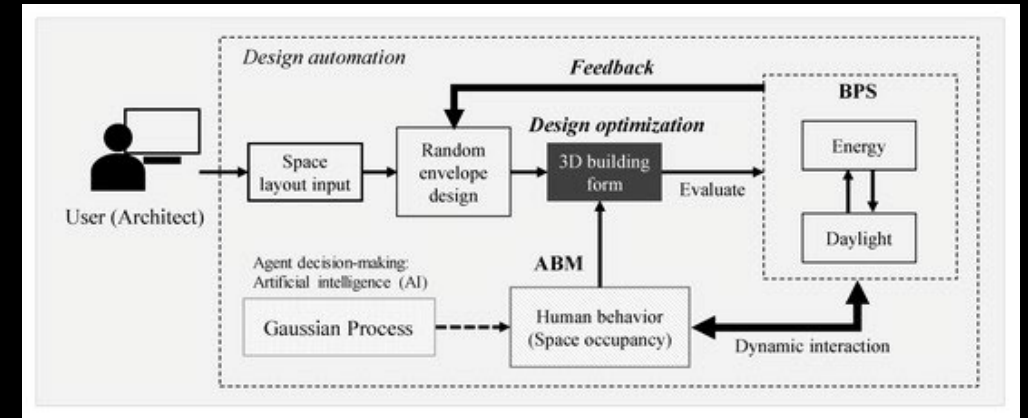 Design automation
Feedback
BPS
Design optimization
Energy
Daylight
Space
layout input
Random
envelope
design
3D building
form
Evaluate
User (Architect)
Agent decision-making:
Artificial intelligence (AI)
ABM
Gaussian Process
Human behavior
(Space occupancy)
Dynamic interaction